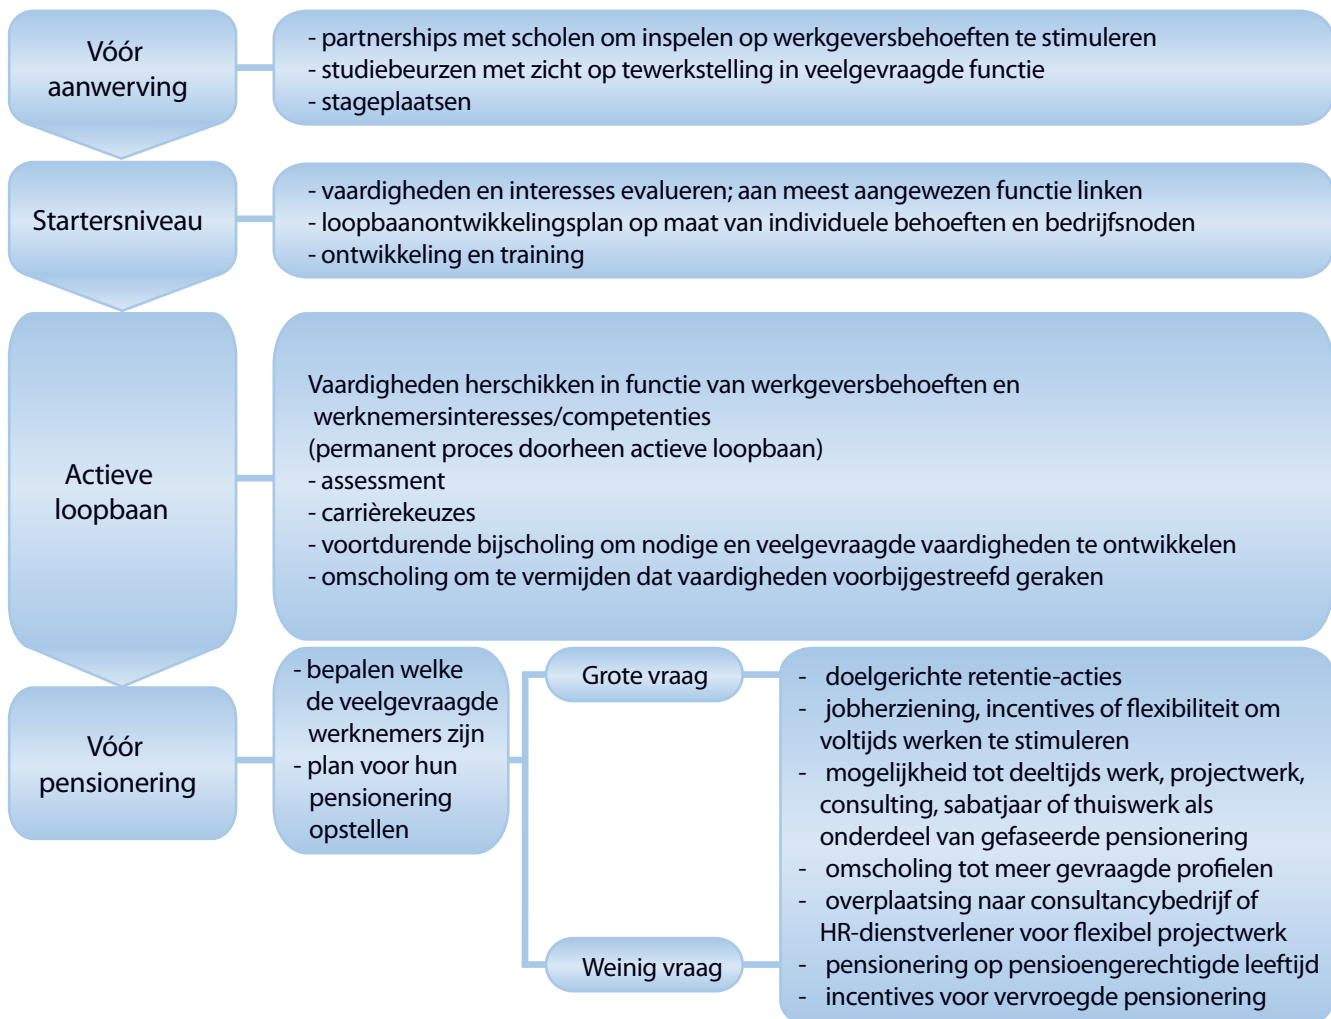 Vóór
aanwerving
- partnerships met scholen om inspelen op werkgeversbehoeften te stimuleren
- studiebeurzen met zicht op tewerkstelling in veelgevraagde functie
- stageplaatsen
Startersniveau
- vaardigheden en interesses evalueren; aan meest aangewezen functie linken
- loopbaanontwikkelingsplan op maat van individuele behoeften en bedrijfsnoden
- ontwikkeling en training
Actieve
loopbaan
Vaardigheden herschikken in functie van werkgeversbehoeften en
werknemersinteresses/competenties
(permanent proces doorheen actieve loopbaan)
- assessment
- carrièrekeuzes
- voortdurende bijscholing om nodige en veelgevraagde vaardigheden te ontwikkelen
- omscholing om te vermijden dat vaardigheden voorbijgestreefd geraken
Vóór
pensionering
- bepalen welke
de veelgevraagde
werknemers zijn
- plan voor hun
pensionering
opstellen
Grote vraag
Weinig vraag
- doelgerichte retentie-acties
- jobherziening, incentives of flexibiliteit om
voltijds werken te stimuleren
- mogelijkheid tot deeltijds werk, projectwerk,
consulting, sabatjaar of thuiswerk als
onderdeel van gefaseerde pensionering
- omscholing tot meer gevraagde profielen
- overplaatsing naar consultancybedrijf of
HR-dienstverlener voor flexibel projectwerk
- pensionering op pensioengerechtigde leeftijd
- incentives voor vervroegde pensionering